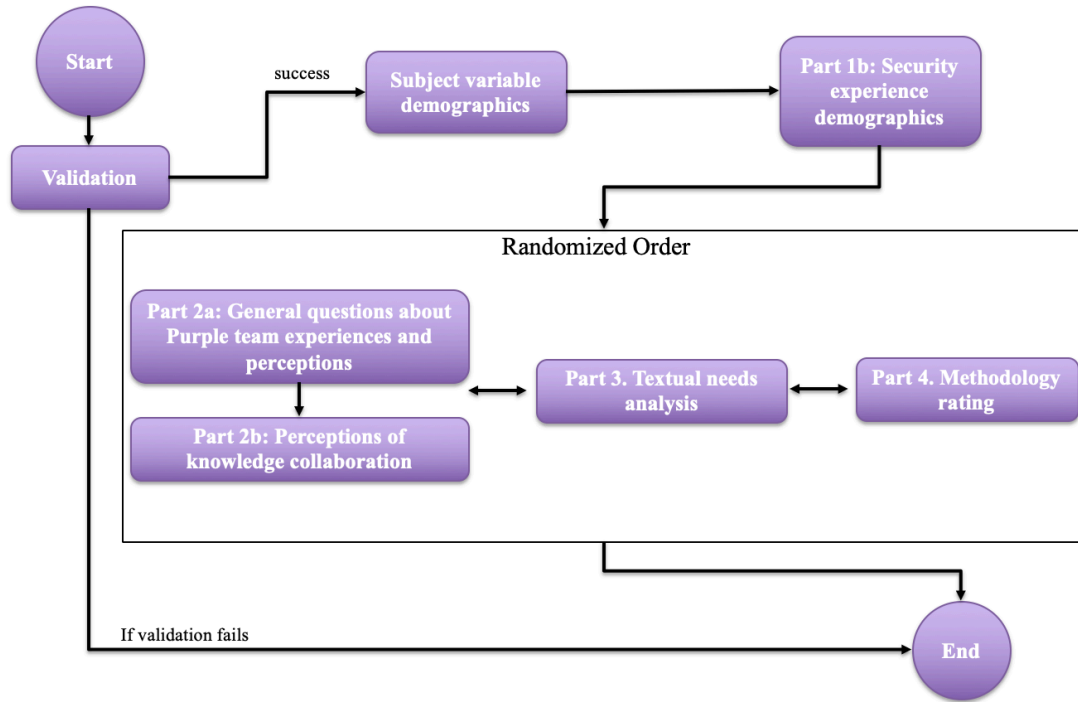 Start
success
Subject variable
demographics
Part 1b: Security
experience
demographics
Validation
Randomized Order
Part 2a: General questions about
Purple team experiences and
perceptions
Part 3. Textual needs
analysis
Part 4. Methodology
rating
Part 2b: Perceptions of
knowledge collaboration
If validation fails
End